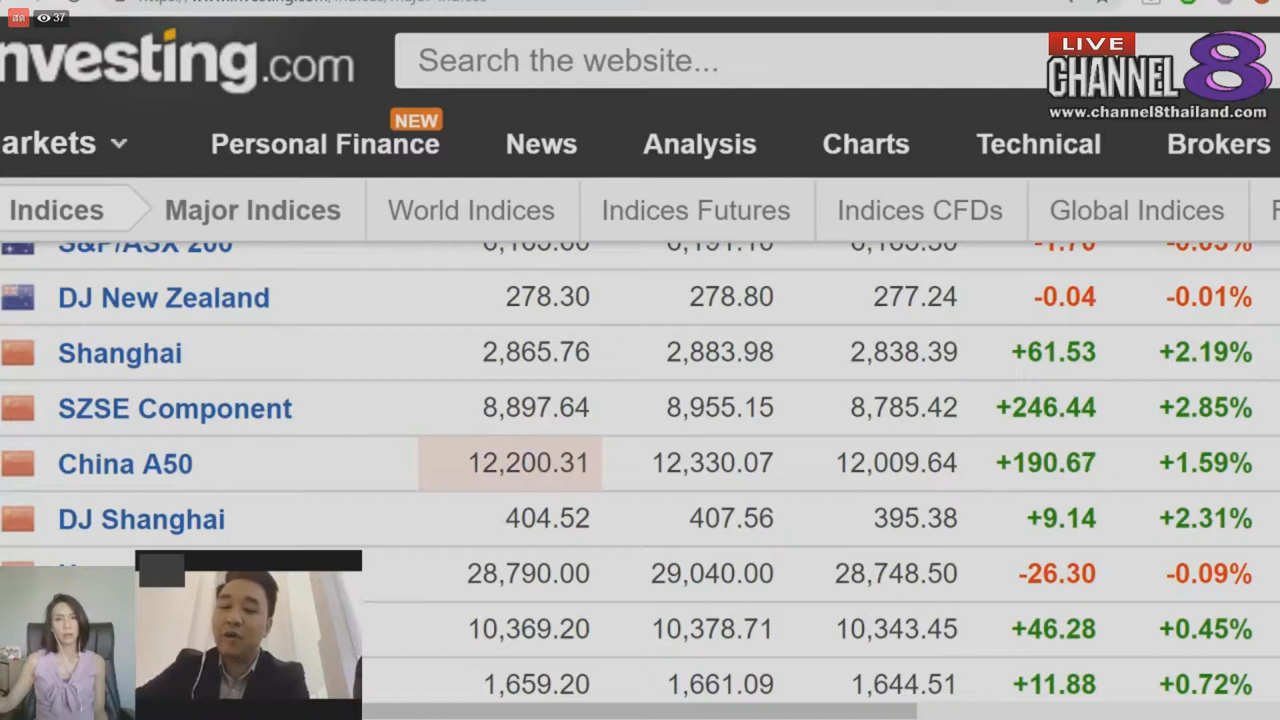 สด 37
investing.com
Search the website...
LIVE
CHANNEL 8
www.channel8thailand.com
NEW
arkets Personal Finance News Analysis Charts Technical Brokers
Indices Major Indices World Indices Indices Futures Indices CFDs Global Indices
S&P/ASX 200
DJ New Zealand 278.30 278.80 277.24 -0.04 -0.01%
Shanghai 2,865.76 2,883.98 2,838.39 +61.53 +2.19%
SZSE Component 8,897.64 8,955.15 8,785.42 +246.44 +2.85%
China A50 12,200.31 12,330.07 12,009.64 +190.67 +1.59%
DJ Shanghai 404.52 407.56 395.38 +9.14 +2.31%
28,790.00 29,040.00 28,748.50 -26.30 -0.09%
10,369.20 10,378.71 10,343.45 +46.28 +0.45%
1,659.20 1,661.09 1,644.51 +11.88 +0.72%